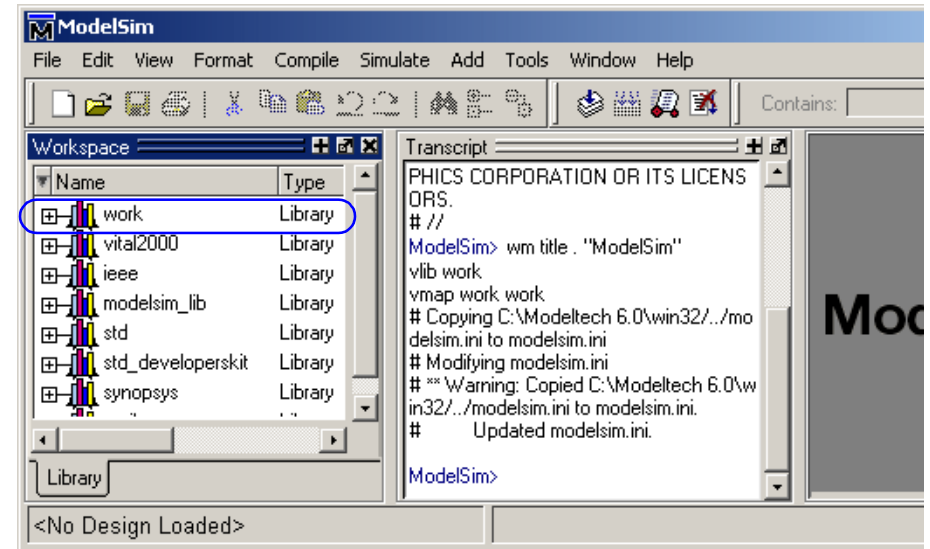 ModelSim
File Edit View Format Compile Simulate Add Tools Window Help
Contains:
Workspace
Name Type
work Library
vital2000 Library
ieee Library
modelsim_lib Library
std Library
std_developerskit Library
synopsys Library
Library
Transcript
PHICS CORPORATION OR ITS LICENS
ORS.
# //
ModelSim> wm title . "ModelSim"
vlib work
vmap work work
# Copying C:\Modeltech 6.0\win32/../mo
delsim.ini to modelsim.ini
# Modifying modelsim.ini
# ** Warning: Copied C:\Modeltech 6.0\w
in32/../modelsim.ini to modelsim.ini.
# Updated modelsim.ini.
ModelSim>
<No Design Loaded>